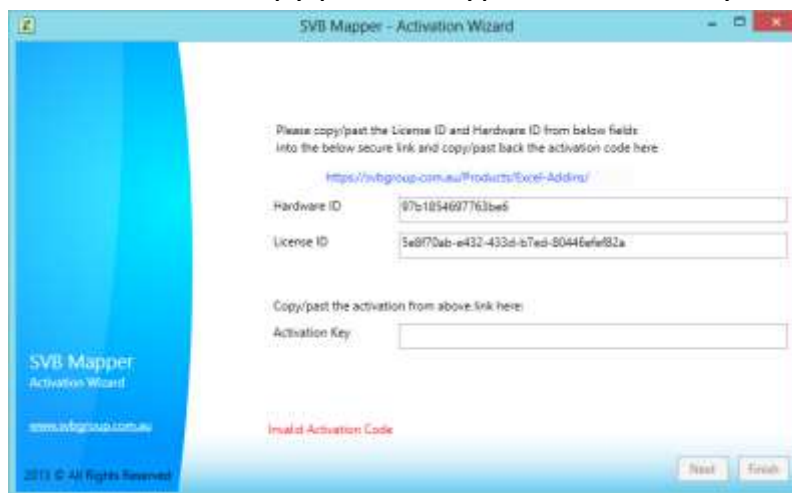 SVB Mapper - Activation Wizard
Please copy/past the License ID and Hardware ID from below fields
into the below secure link and copy/past back the activation code here
https://svbgroup.com.au/Products/Excel-Addins/
Hardware ID 97b1854697763be6
License ID 5e8f70ab-e432-433d-b7ed-80446efef82a
Copy/past the activation from above link here:
Activation Key
SVB Mapper
Activation Wizard
www.svbgroup.com.au
Invalid Activation Code
2013 © All Rights Reserved
Next Finish